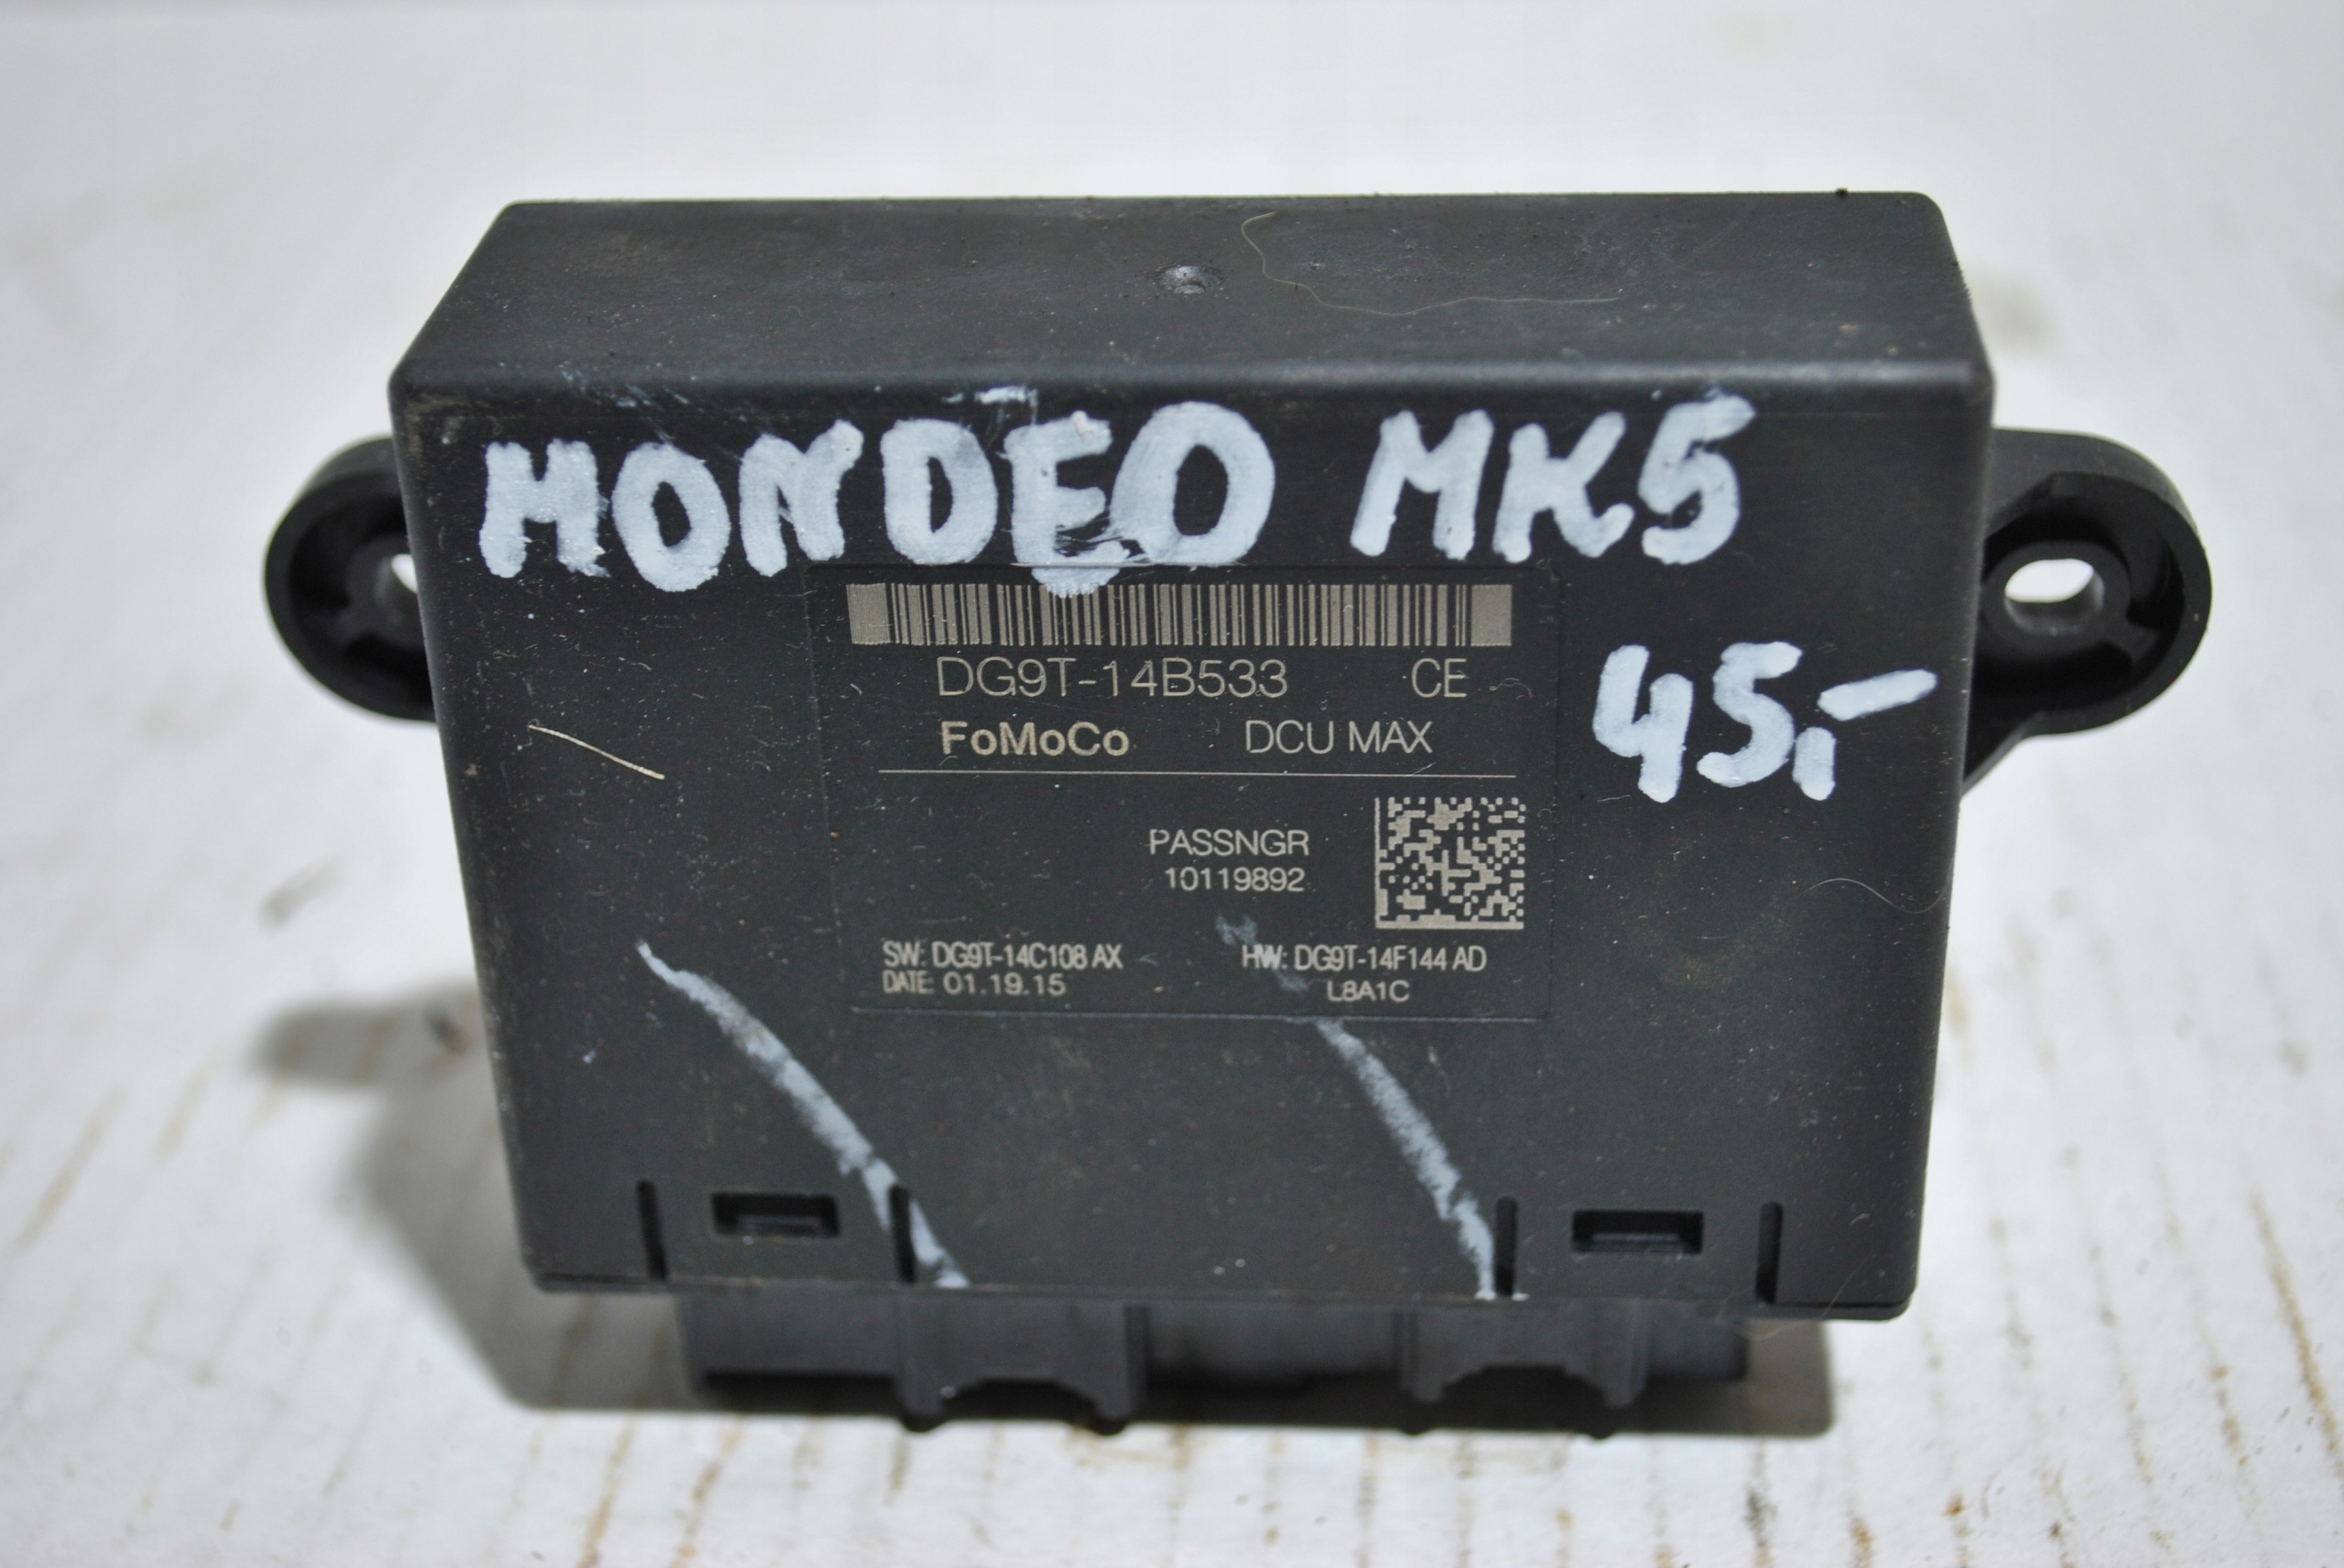 MONDEO MK5
45,-
DG9T-14B533 CE
FoMoCo DCU MAX
PASSNGR
10119892
SW: DG9T-14C108 AX HW: DG9T-14F144 AD
DATE: 01.19.15 L8A1C